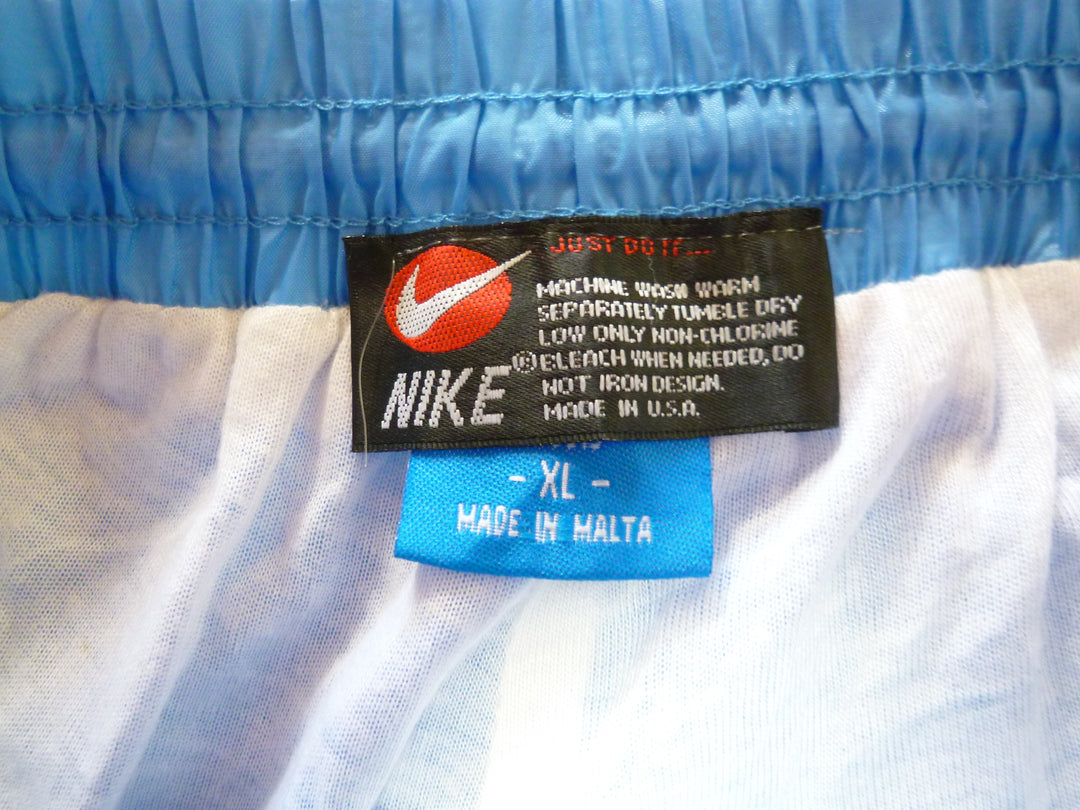 JUST DO IT...
MACHINE WASH WARM
SEPARATELY TUMBLE DRY
LOW ONLY NON-CHLORINE
BLEACH WHEN NEEDED, DO
NOT IRON DESIGN.
MADE IN U.S.A.
NIKE®
- XL -
MADE IN MALTA